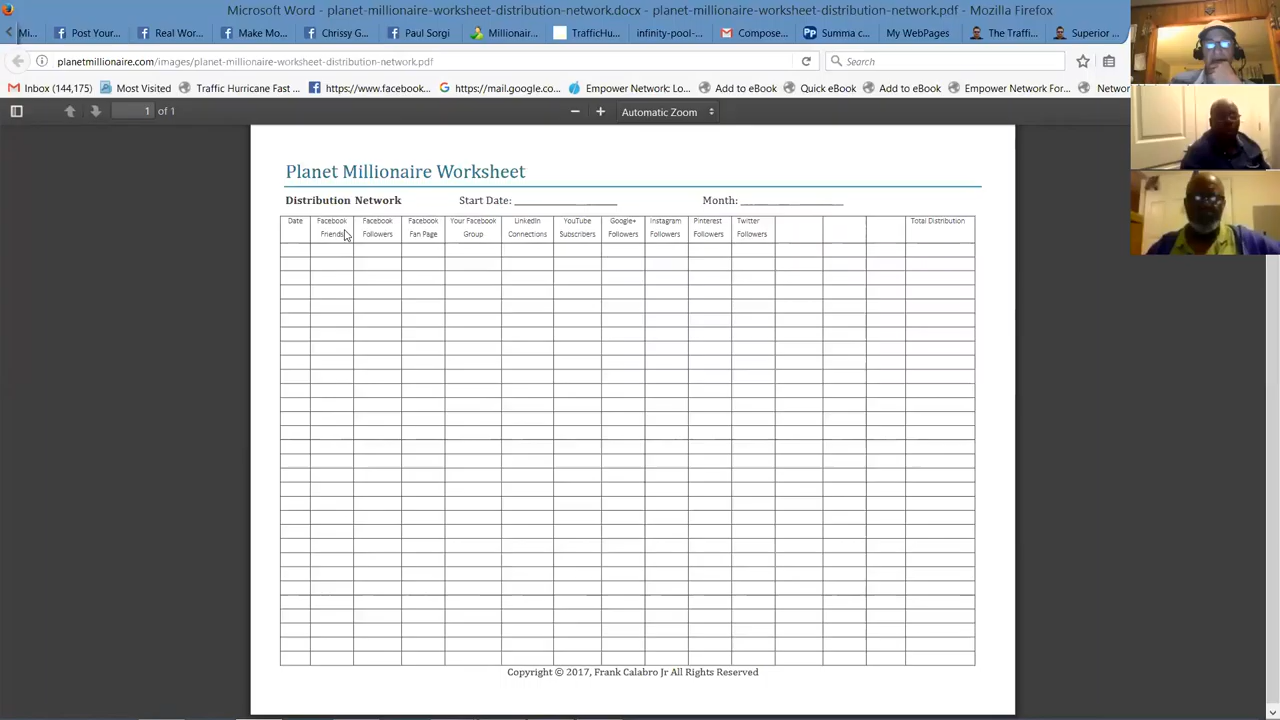 Microsoft Word - planet-millionaire-worksheet-distribution-network.docx - planet-millionaire-worksheet-distribution-network.pdf - Mozilla Firefox
Mi... Post Your... Real Wor... Make Mo... Chrissy G... Paul Sorgi Millionair... TrafficHu... infinity-pool-... Compose... Summa c... My WebPages The Traffi... Superior ...
planetmillionaire.com/images/planet-millionaire-worksheet-distribution-network.pdf Search
Inbox (144,175) Most Visited Traffic Hurricane Fast ... https://www.facebook... https://mail.google.co... Empower Network: Lo... Add to eBook Quick eBook Add to eBook Empower Network For... Networ
1 of 1 Automatic Zoom
Planet Millionaire Worksheet
Distribution Network Start Date: ____________________ Month: ____________________
Date Facebook Facebook Facebook Your Facebook LinkedIn YouTube Google+ Instagram Pinterest Twitter Total Distribution
Friends Followers Fan Page Group Connections Subscribers Followers Followers Followers Followers
Copyright © 2017, Frank Calabro Jr All Rights Reserved